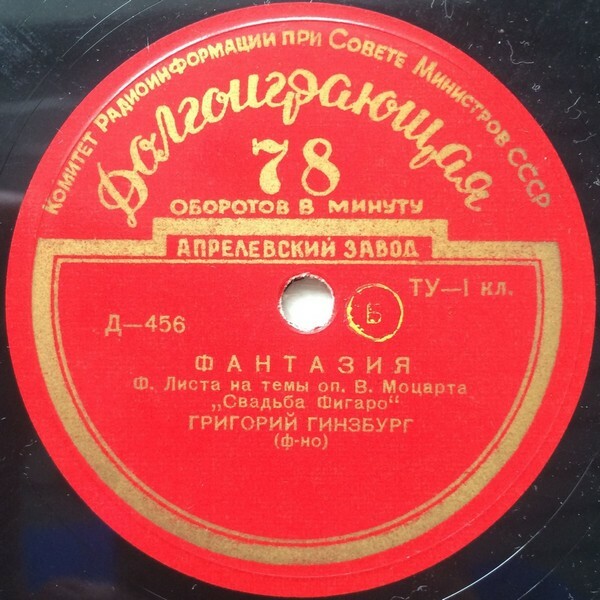 Комитет Радиоинформации при Совете Министров СССР
Долгоиграющая
78
ОБОРОТОВ В МИНУТУ
АПРЕЛЕВСКИЙ ЗАВОД
ТУ—I кл.
Д—456
Б
ФАНТАЗИЯ
Ф. Листа на темы оп. В. Моцарта
„Свадьба Фигаро“
ГРИГОРИЙ ГИНЗБУРГ
(ф-но)